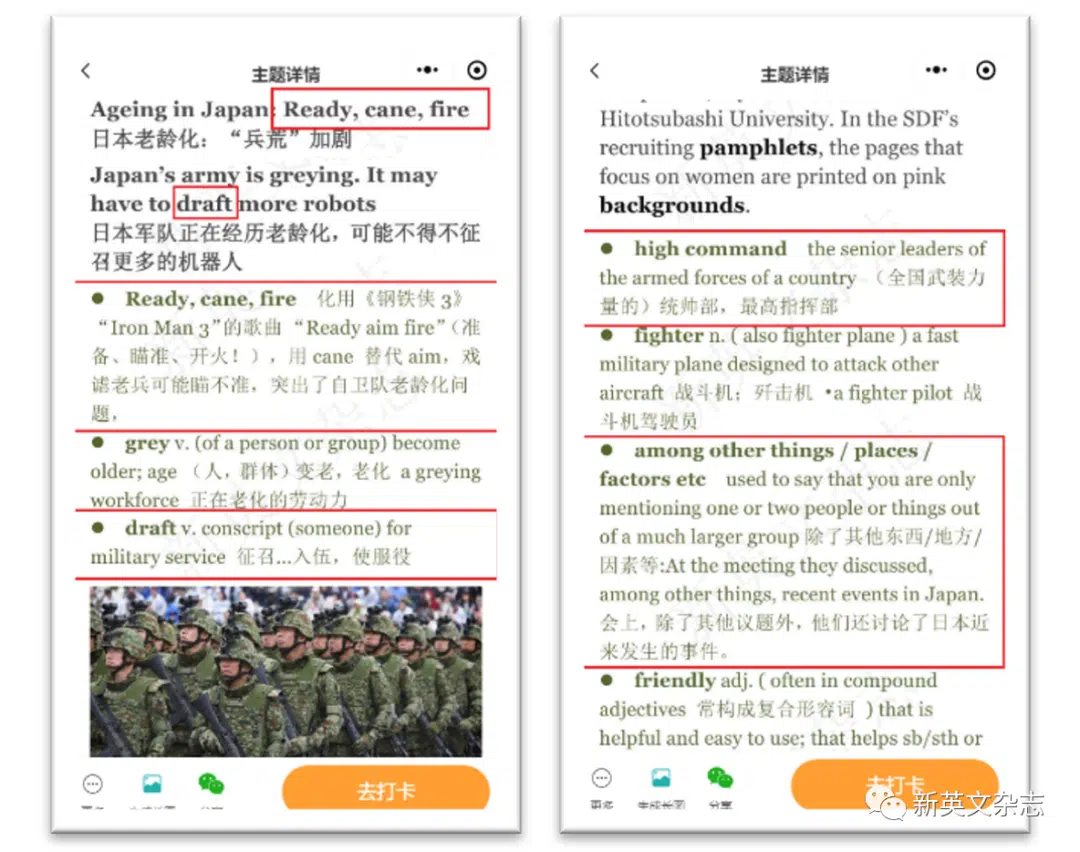 主题详情
Ageing in Japan: Ready, cane, fire
日本老龄化：“兵荒”加剧
Japan’s army is greying. It may
have to draft more robots
日本军队正在经历老龄化，可能不得不征
召更多的机器人
● Ready, cane, fire 化用《钢铁侠 3》
“Iron Man 3”的歌曲 “Ready aim fire”（准
备、瞄准、开火！），用 cane 替代 aim，戏
谑老兵可能瞄不准，突出了自卫队老龄化问
题，
● grey v. (of a person or group) become
older; age （人，群体）变老，老化 a greying
workforce 正在老化的劳动力
● draft v. conscript (someone) for
military service 征召...入伍，使服役
去打卡
主题详情
Hitotsubashi University. In the SDF’s
recruiting pamphlets, the pages that
focus on women are printed on pink
backgrounds.
● high command the senior leaders of
the armed forces of a country （全国武装力
量的）统帅部，最高指挥部
● fighter n. ( also fighter plane ) a fast
military plane designed to attack other
aircraft 战斗机；歼击机 •a fighter pilot 战
斗机驾驶员
● among other things / places /
factors etc used to say that you are only
mentioning one or two people or things out
of a much larger group 除了其他东西/地方/
因素等:At the meeting they discussed,
among other things, recent events in Japan.
会上，除了其他议题外，他们还讨论了日本近
来发生的事件。
● friendly adj. ( often in compound
adjectives 常构成复合形容词 ) that is
helpful and easy to use; that helps sb/sth or
更多 生成长图 分享
去打卡
新英文杂志